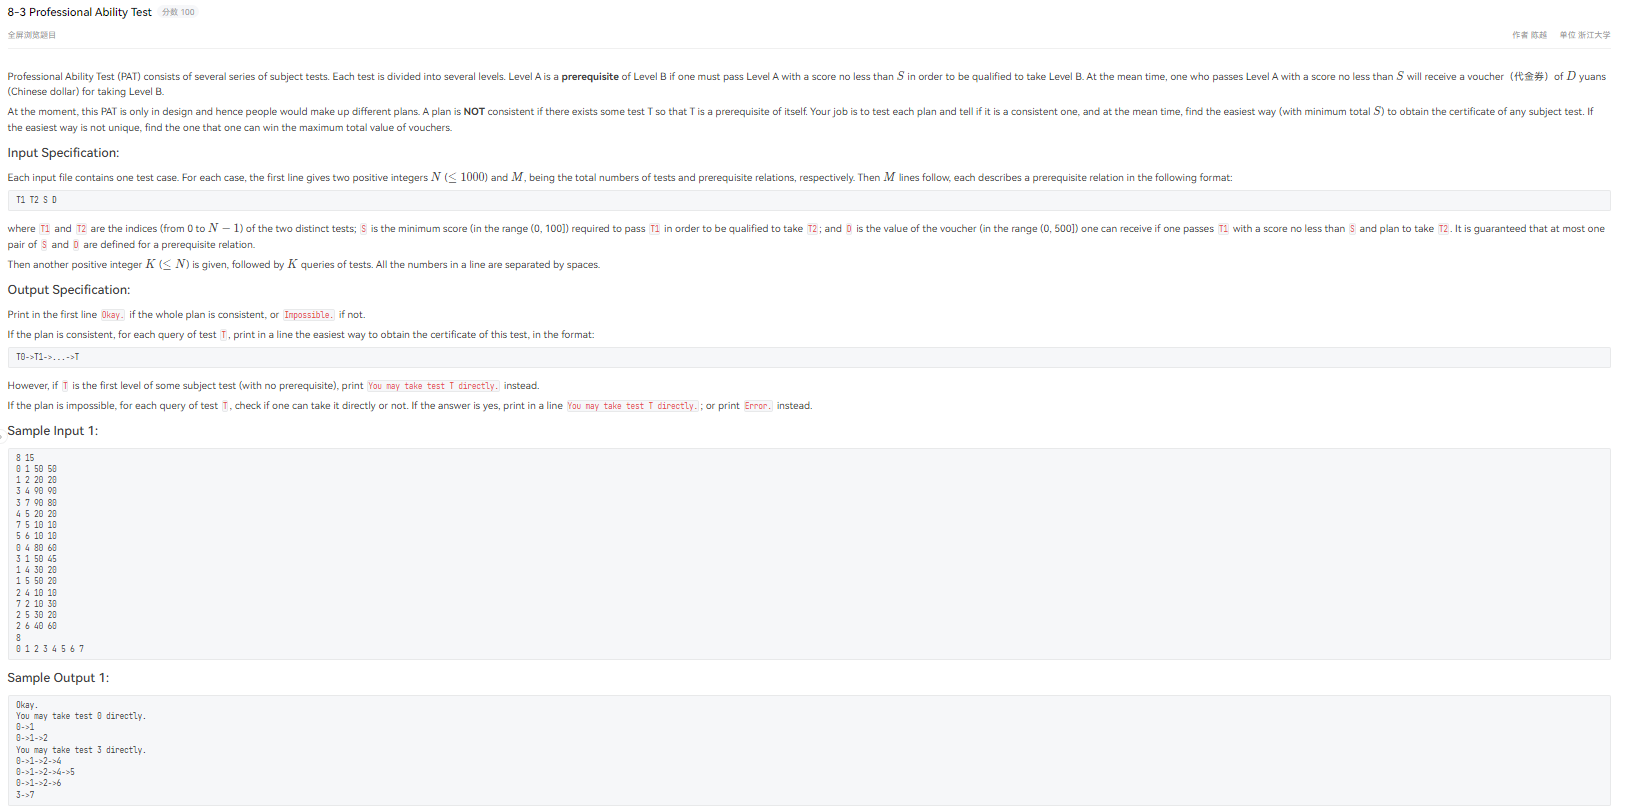 8-3 Professional Ability Test 分数 100
全屏浏览题目 作者 陈越 单位 浙江大学
Professional Ability Test (PAT) consists of several series of subject tests. Each test is divided into several levels. Level A is a prerequisite of Level B if one must pass Level A with a score no less than S in order to be qualified to take Level B. At the mean time, one who passes Level A with a score no less than S will receive a voucher（代金券）of D yuans
(Chinese dollar) for taking Level B.
At the moment, this PAT is only in design and hence people would make up different plans. A plan is NOT consistent if there exists some test T so that T is a prerequisite of itself. Your job is to test each plan and tell if it is a consistent one, and at the mean time, find the easiest way (with minimum total S) to obtain the certificate of any subject test. If
the easiest way is not unique, find the one that one can win the maximum total value of vouchers.
Input Specification:
Each input file contains one test case. For each case, the first line gives two positive integers N (≤ 1000) and M, being the total numbers of tests and prerequisite relations, respectively. Then M lines follow, each describes a prerequisite relation in the following format:
T1 T2 S D
where T1 and T2 are the indices (from 0 to N − 1) of the two distinct tests; S is the minimum score (in the range (0, 100]) required to pass T1 in order to be qualified to take T2; and D is the value of the voucher (in the range (0, 500]) one can receive if one passes T1 with a score no less than S and plan to take T2. It is guaranteed that at most one
pair of S and D are defined for a prerequisite relation.
Then another positive integer K (≤ N) is given, followed by K queries of tests. All the numbers in a line are separated by spaces.
Output Specification:
Print in the first line Okay. if the whole plan is consistent, or Impossible. if not.
If the plan is consistent, for each query of test T, print in a line the easiest way to obtain the certificate of this test, in the format:
T0->T1->...->T
However, if T is the first level of some subject test (with no prerequisite), print You may take test T directly. instead.
If the plan is impossible, for each query of test T, check if one can take it directly or not. If the answer is yes, print in a line You may take test T directly.; or print Error. instead.
Sample Input 1:
8 15
0 1 50 50
1 2 20 20
3 4 90 90
3 7 90 80
4 5 20 20
7 5 10 10
5 6 10 10
0 4 80 60
3 1 50 45
1 4 30 20
1 5 50 20
2 4 10 10
7 2 10 30
2 5 30 20
2 6 40 60
8
0 1 2 3 4 5 6 7
Sample Output 1:
Okay.
You may take test 0 directly.
0->1
0->1->2
You may take test 3 directly.
0->1->2->4
0->1->2->4->5
0->1->2->6
3->7